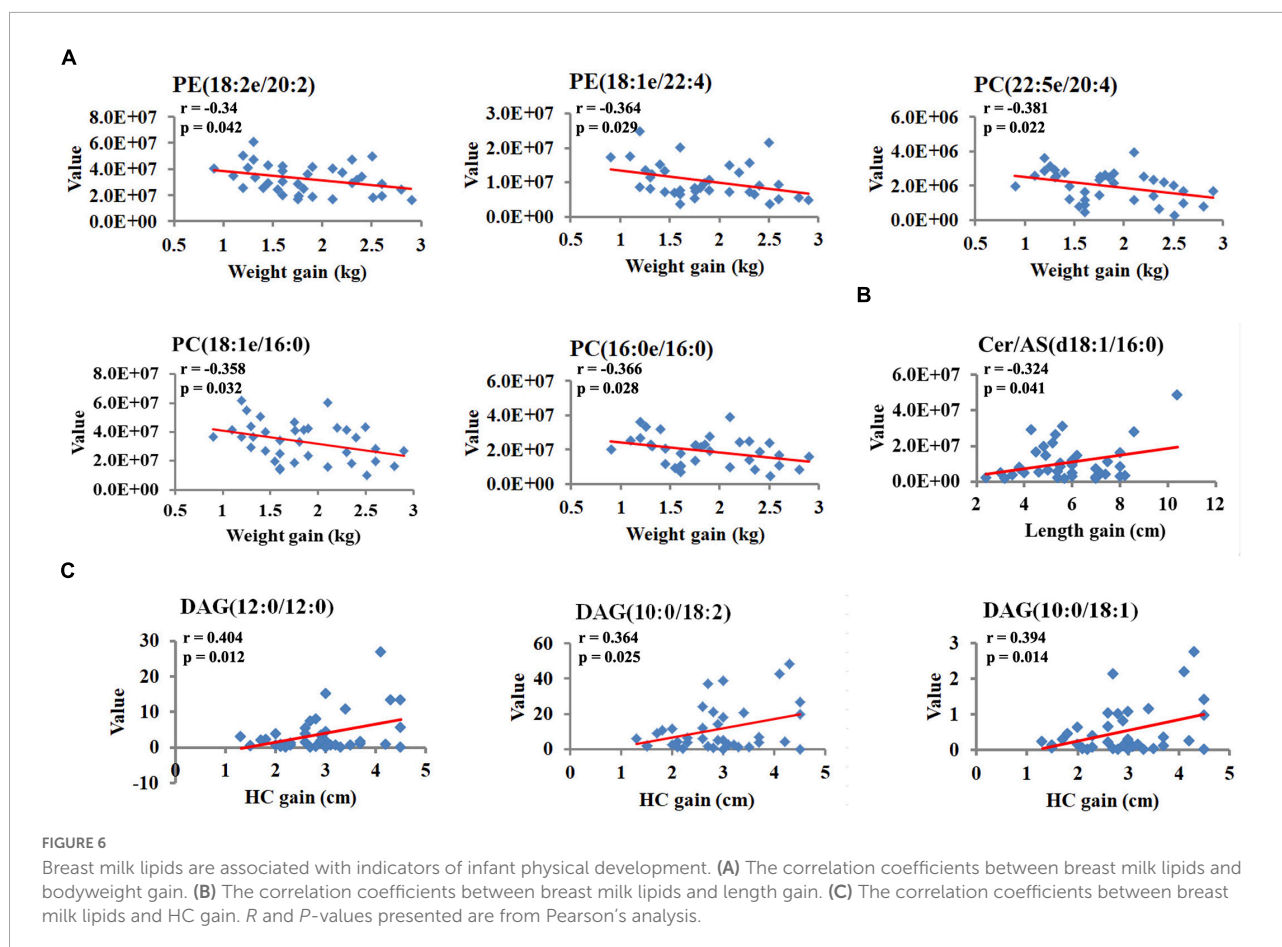 A
PE(18:2e/20:2)
r = -0.34
p = 0.042
8.0E+07
6.0E+07
4.0E+07
2.0E+07
0.0E+00
Value
0.5 1 1.5 2 2.5 3
Weight gain (kg)
PE(18:1e/22:4)
r = -0.364
p = 0.029
3.0E+07
2.0E+07
1.0E+07
0.0E+00
Value
0.5 1 1.5 2 2.5 3
Weight gain (kg)
PC(22:5e/20:4)
r = -0.381
p = 0.022
6.0E+06
4.0E+06
2.0E+06
0.0E+00
Value
0.5 1 1.5 2 2.5 3
Weight gain (kg)
PC(18:1e/16:0)
r = -0.358
p = 0.032
8.0E+07
6.0E+07
4.0E+07
2.0E+07
0.0E+00
Value
0.5 1 1.5 2 2.5 3
Weight gain (kg)
PC(16:0e/16:0)
r = -0.366
p = 0.028
6.0E+07
4.0E+07
2.0E+07
0.0E+00
Value
0.5 1 1.5 2 2.5 3
Weight gain (kg)
B
Cer/AS(d18:1/16:0)
r = -0.324
p = 0.041
6.0E+07
4.0E+07
2.0E+07
0.0E+00
Value
2 4 6 8 10 12
Length gain (cm)
C
DAG(12:0/12:0)
r = 0.404
p = 0.012
30
20
10
0
-10
Value
0 1 2 3 4 5
HC gain (cm)
DAG(10:0/18:2)
r = 0.364
p = 0.025
60
40
20
0
Value
0 1 2 3 4 5
HC gain (cm)
DAG(10:0/18:1)
r = 0.394
p = 0.014
3
2
1
0
Value
0 1 2 3 4 5
HC gain (cm)
FIGURE 6
Breast milk lipids are associated with indicators of infant physical development. (A) The correlation coefficients between breast milk lipids and
bodyweight gain. (B) The correlation coefficients between breast milk lipids and length gain. (C) The correlation coefficients between breast
milk lipids and HC gain. R and P-values presented are from Pearson's analysis.